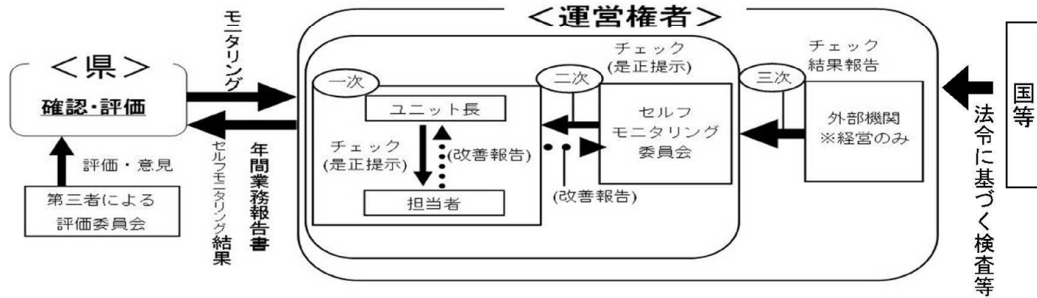 ＜県＞
確認・評価
評価・意見
第三者による
評価委員会
モニタリング
セルフモニタリング結果
年間業務報告書
＜運営権者＞
一次
ユニット長
チェック
(是正提示)
(改善報告)
担当者
二次
チェック
(是正提示)
セルフ
モニタリング
委員会
(改善報告)
三次
チェック
結果報告
外部機関
※経営のみ
国等
法令に基づく検査等